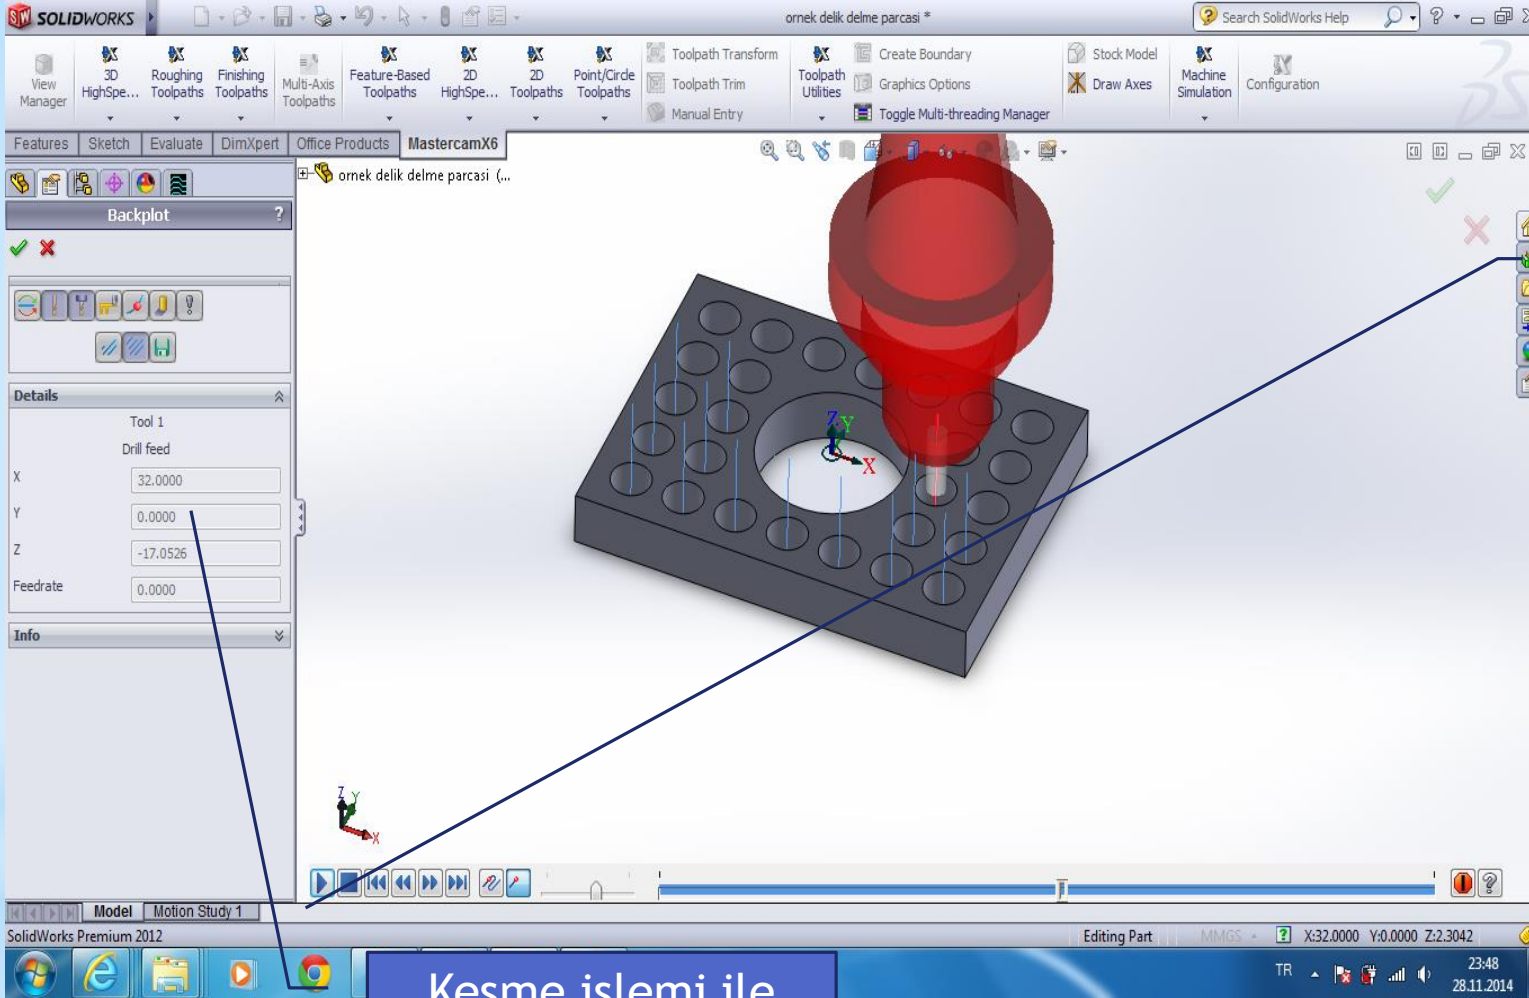 SW SOLIDWORKS
ornek delik delme parcasi *
Search SolidWorks Help
View Manager
3D HighSpe...
Roughing Toolpaths
Finishing Toolpaths
Multi-Axis Toolpaths
Feature-Based Toolpaths
2D HighSpe...
2D Toolpaths
Point/Circle Toolpaths
Toolpath Transform
Toolpath Trim
Manual Entry
Toolpath Utilities
Create Boundary
Graphics Options
Toggle Multi-threading Manager
Stock Model
Draw Axes
Machine Simulation
Configuration
Features Sketch Evaluate DimXpert Office Products MastercamX6
ornek delik delme parcasi (...
Backplot ?
Details
Tool 1
Drill feed
X 32.0000
Y 0.0000
Z -17.0526
Feedrate 0.0000
Info
Z Y X
Z Y X
Model Motion Study 1
SolidWorks Premium 2012
Editing Part MMGS X:32.0000 Y:0.0000 Z:2.3042
Kesme işlemi ile
TR 23:48
28.11.2014